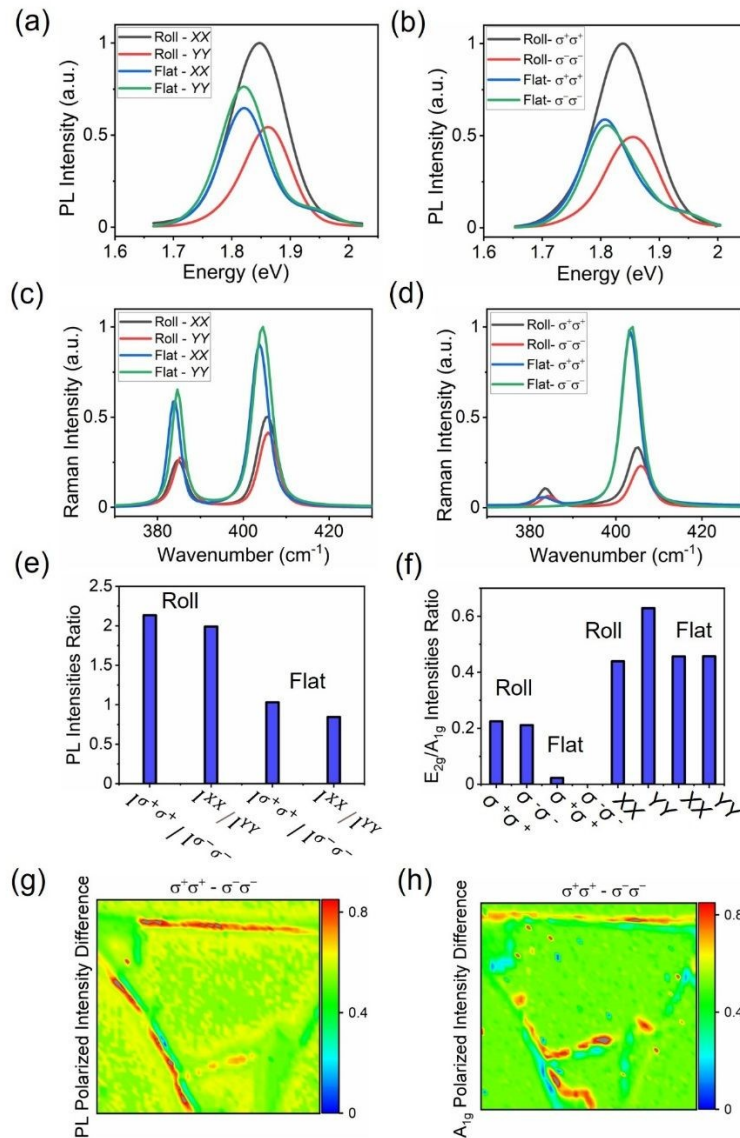 (a)
Roll - XX
Roll - YY
Flat - XX
Flat - YY
PL Intensity (a.u.)
1
0.5
0
1.6 1.7 1.8 1.9 2
Energy (eV)
(b)
Roll- σ⁺σ⁺
Roll- σ⁻σ⁻
Flat- σ⁺σ⁺
Flat- σ⁻σ⁻
PL Intensity (a.u.)
1
0.5
0
1.6 1.7 1.8 1.9 2
Energy (eV)
(c)
Roll - XX
Roll - YY
Flat - XX
Flat - YY
Raman Intensity (a.u.)
1
0.5
0
380 400 420
Wavenumber (cm⁻¹)
(d)
Roll- σ⁺σ⁺
Roll- σ⁻σ⁻
Flat- σ⁺σ⁺
Flat- σ⁻σ⁻
Raman Intensity (a.u.)
1
0.5
0
380 400 420
Wavenumber (cm⁻¹)
(e)
PL Intensities Ratio
2.5
2
1.5
1
0.5
0
Roll
Flat
I^σ⁺σ⁺/I^σ⁻σ⁻
I^XX/I^YY
I^σ⁺σ⁺/I^σ⁻σ⁻
I^XX/I^YY
(f)
E₂g/A₁g Intensities Ratio
0.6
0.4
0.2
0
Roll
Flat
Roll
Flat
σ⁺σ⁺
σ⁻σ⁻
σ⁺σ⁺
σ⁻σ⁻
XX
YY
XX
YY
(g)
σ⁺σ⁺ - σ⁻σ⁻
PL Polarized Intensity Difference
0.8
0.4
0
(h)
σ⁺σ⁺ - σ⁻σ⁻
A₁g Polarized Intensity Difference
0.8
0.4
0